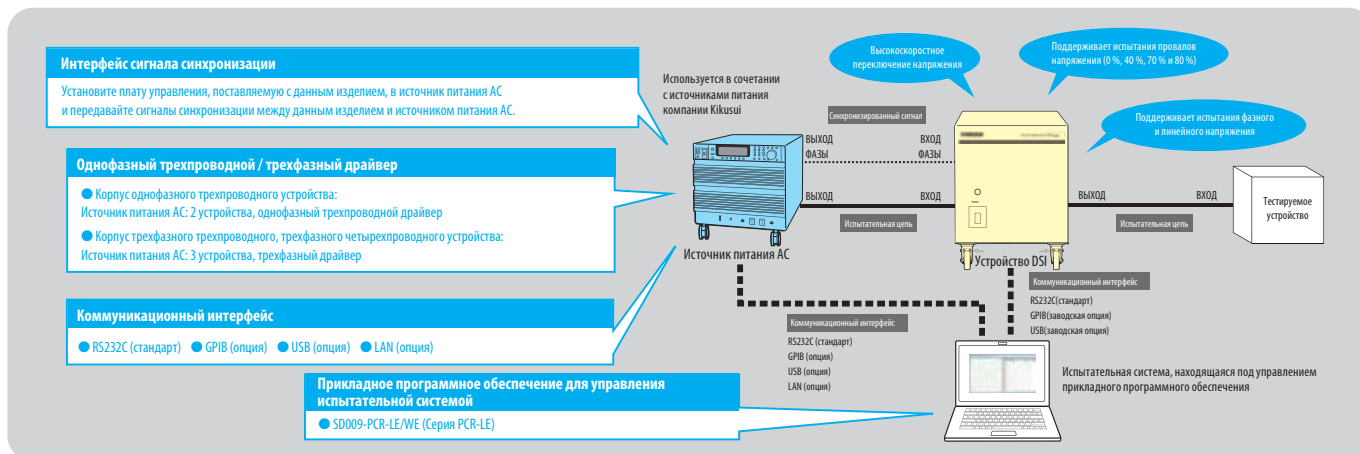 Интерфейс сигнала синхронизации
Установите плату управления, поставляемую с данным изделием, в источник питания AC
и передавайте сигналы синхронизации между данным изделием и источником питания AC.
Однофазный трехпроводной / трехфазный драйвер
● Корпус однофазного трехпроводного устройства:
Источник питания AC: 2 устройства, однофазный трехпроводной драйвер
● Корпус трехфазного трехпроводного, трехфазного четырехпроводного устройства:
Источник питания AC: 3 устройства, трехфазный драйвер
Коммуникационный интерфейс
● RS232C (стандарт) ● GPIB (опция) ● USB (опция) ● LAN (опция)
Прикладное программное обеспечение для управления
испытательной системой
● SD009-PCR-LE/WE (Серия PCR-LE)
Используется в сочетании
с источниками питания
компании Kikusui
Источник питания AC
Высокоскоростное
переключение напряжения
Поддерживает испытания провалов
напряжения (0 %, 40 %, 70 % и 80 %)
Поддерживает испытания фазного
и линейного напряжения
Синхронизированный сигнал
ВЫХОД
ФАЗЫ
ВХОД
ФАЗЫ
ВЫХОД
ВХОД
Испытательная цепь
Устройство DSI
ВЫХОД
ВХОД
Испытательная цепь
Тестируемое
устройство
Коммуникационный интерфейс
RS232C(стандарт)
GPIB(заводская опция)
USB(заводская опция)
Коммуникационный интерфейс
RS232C (стандарт)
GPIB (опция)
USB (опция)
LAN (опция)
Испытательная система, находящаяся под управлением
прикладного программного обеспечения